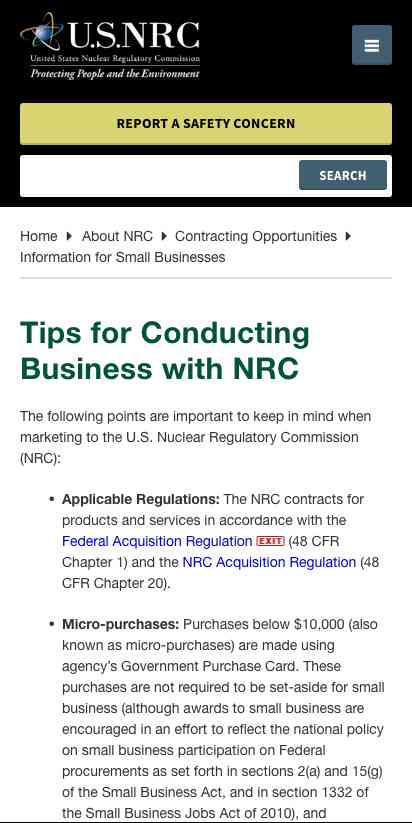 U.S.NRC
United States Nuclear Regulatory Commission
Protecting People and the Environment
REPORT A SAFETY CONCERN
SEARCH
Home About NRC Contracting Opportunities
Information for Small Businesses
Tips for Conducting
Business with NRC
The following points are important to keep in mind when
marketing to the U.S. Nuclear Regulatory Commission
(NRC):
• Applicable Regulations: The NRC contracts for
products and services in accordance with the
Federal Acquisition Regulation EXIT (48 CFR
Chapter 1) and the NRC Acquisition Regulation (48
CFR Chapter 20).
• Micro-purchases: Purchases below $10,000 (also
known as micro-purchases) are made using
agency's Government Purchase Card. These
purchases are not required to be set-aside for small
business (although awards to small business are
encouraged in an effort to reflect the national policy
on small business participation on Federal
procurements as set forth in sections 2(a) and 15(g)
of the Small Business Act, and in section 1332 of
the Small Business Jobs Act of 2010), and